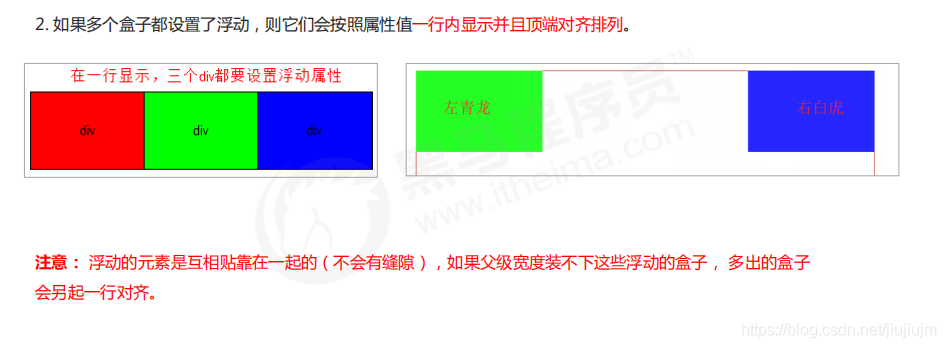 2. 如果多个盒子都设置了浮动，则它们会按照属性值一行内显示并且顶端对齐排列。
在一行显示，三个div都要设置浮动属性
div
div
div
左青龙
右白虎
黑马程序员™
www.itheima.com
注意： 浮动的元素是互相贴靠在一起的（不会有缝隙），如果父级宽度装不下这些浮动的盒子， 多出的盒子
会另起一行对齐。
https://blog.csdn.net/jiujiujm